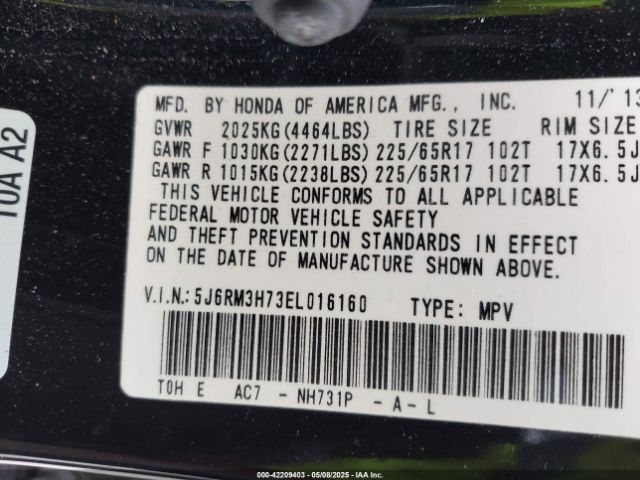 MFD. BY HONDA OF AMERICA MFG., INC. 11/'13
GVWR 2025KG(4464LBS) TIRE SIZE RIM SIZE
GAWR F 1030KG(2271LBS) 225/65R17 102T 17X6.5J
GAWR R 1015KG(2238LBS) 225/65R17 102T 17X6.5J
THIS VEHICLE CONFORMS TO ALL APPLICABLE
FEDERAL MOTOR VEHICLE SAFETY
AND THEFT PREVENTION STANDARDS IN EFFECT
ON THE DATE OF MANUFACTURE SHOWN ABOVE.
V.I.N.: 5J6RM3H73EL016160 TYPE: MPV
TOH E AC7 - NH731P - A - L
TOA A2
000-42209403 | 05/08/2025 | IAA Inc.